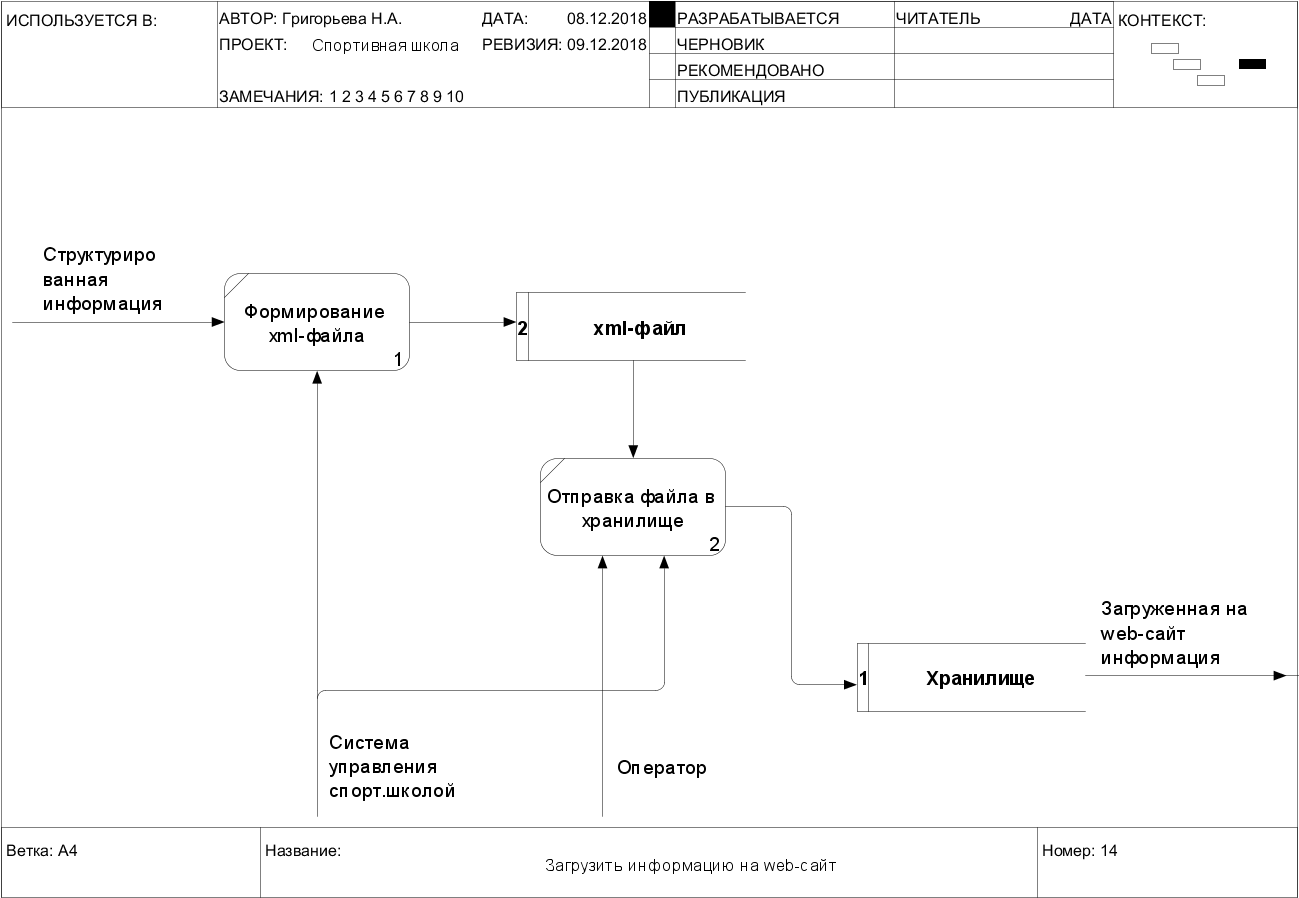 ИСПОЛЬЗУЕТСЯ В:
АВТОР: Григорьева Н.А.
ДАТА: 08.12.2018
ПРОЕКТ: Спортивная школа
РЕВИЗИЯ: 09.12.2018
ЗАМЕЧАНИЯ: 1 2 3 4 5 6 7 8 9 10
РАЗРАБАТЫВАЕТСЯ
ЧЕРНОВИК
РЕКОМЕНДОВАНО
ПУБЛИКАЦИЯ
ЧИТАТЕЛЬ
ДАТА
КОНТЕКСТ:
Структуриро
ванная
информация
Формирование
xml-файла
1
2
xml-файл
Отправка файла в
хранилище
2
Загруженная на
web-сайт
информация
1
Хранилище
Система
управления
спорт.школой
Оператор
Ветка: A4
Название:
Загрузить информацию на web-сайт
Номер: 14